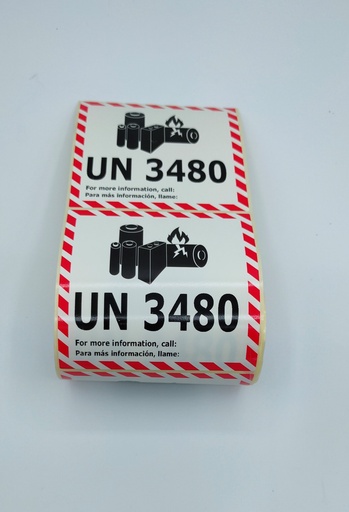 UN 3480
For more information, call:
Para más información, llame:
UN 3480
For more information, call:
Para más información, llame: